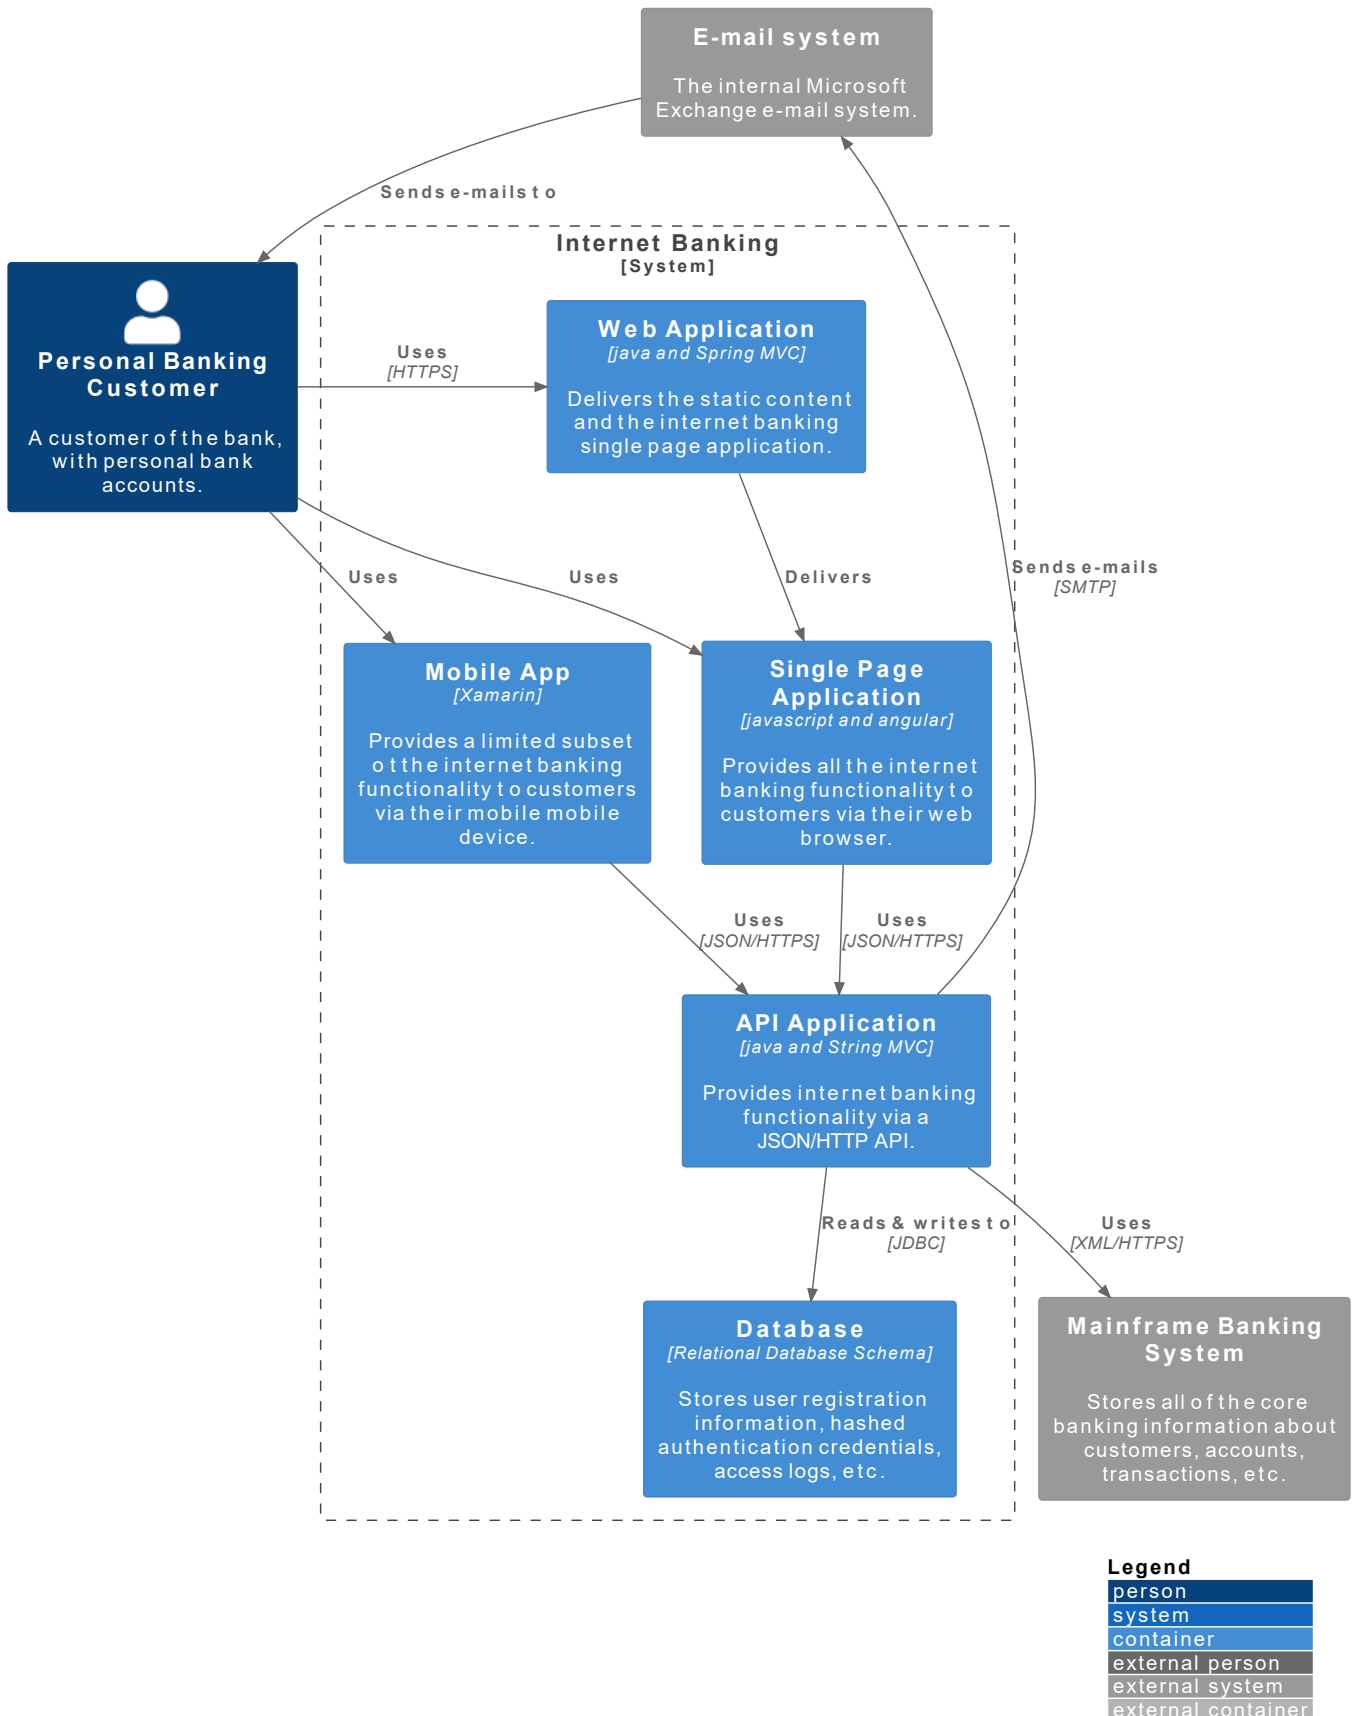 E-mail system
The internal Microsoft
Exchange e-mail system.
Sends e-mails to
Internet Banking
[System]
Personal Banking
Customer
A customer of the bank,
with personal bank
accounts.
Uses
[HTTPS]
Web Application
[java and Spring MVC]
Delivers the static content
and the internet banking
single page application.
Uses
Uses
Delivers
Sends e-mails
[SMTP]
Mobile App
[Xamarin]
Provides a limited subset
ot the internet banking
functionality to customers
via their mobile mobile
device.
Single Page
Application
[javascript and angular]
Provides all the internet
banking functionality to
customers via their web
browser.
Uses
[JSON/HTTPS]
Uses
[JSON/HTTPS]
API Application
[java and String MVC]
Provides internet banking
functionality via a
JSON/HTTP API.
Reads & writes to
[JDBC]
Uses
[XML/HTTPS]
Database
[Relational Database Schema]
Stores user registration
information, hashed
authentication credentials,
access logs, etc.
Mainframe Banking
System
Stores all of the core
banking information about
customers, accounts,
transactions, etc.
Legend
person
system
container
external person
external system
external container